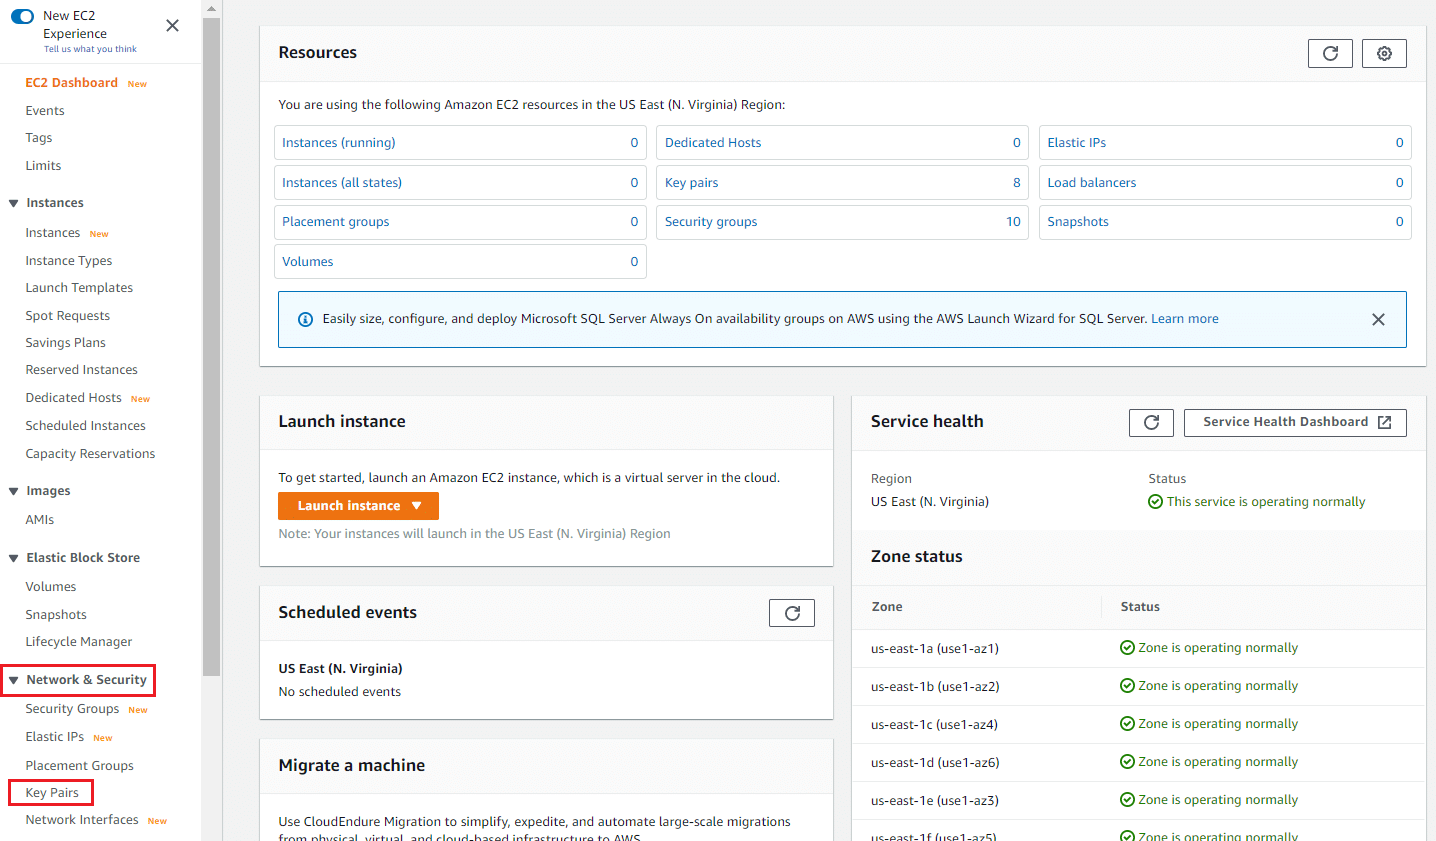 New EC2
Experience
Tell us what you think
EC2 Dashboard New
Events
Tags
Limits
Instances
Instances New
Instance Types
Launch Templates
Spot Requests
Savings Plans
Reserved Instances
Dedicated Hosts New
Scheduled Instances
Capacity Reservations
Images
AMIs
Elastic Block Store
Volumes
Snapshots
Lifecycle Manager
Network & Security
Security Groups New
Elastic IPs New
Placement Groups
Key Pairs
Network Interfaces New
Resources
You are using the following Amazon EC2 resources in the US East (N. Virginia) Region:
Instances (running) 0
Dedicated Hosts 0
Elastic IPs 0
Instances (all states) 0
Key pairs 8
Load balancers 0
Placement groups 0
Security groups 10
Snapshots 0
Volumes 0
Easily size, configure, and deploy Microsoft SQL Server Always On availability groups on AWS using the AWS Launch Wizard for SQL Server. Learn more
Launch instance
To get started, launch an Amazon EC2 instance, which is a virtual server in the cloud.
Launch instance
Note: Your instances will launch in the US East (N. Virginia) Region
Scheduled events
US East (N. Virginia)
No scheduled events
Migrate a machine
Use CloudEndure Migration to simplify, expedite, and automate large-scale migrations
from physical, virtual, and cloud-based infrastructure to AWS.
Service health
Service Health Dashboard
Region
Status
US East (N. Virginia)
This service is operating normally
Zone status
Zone
Status
us-east-1a (use1-az1) Zone is operating normally
us-east-1b (use1-az2) Zone is operating normally
us-east-1c (use1-az4) Zone is operating normally
us-east-1d (use1-az6) Zone is operating normally
us-east-1e (use1-az3) Zone is operating normally
us-east-1f (use1-az5) Zone is operating normally